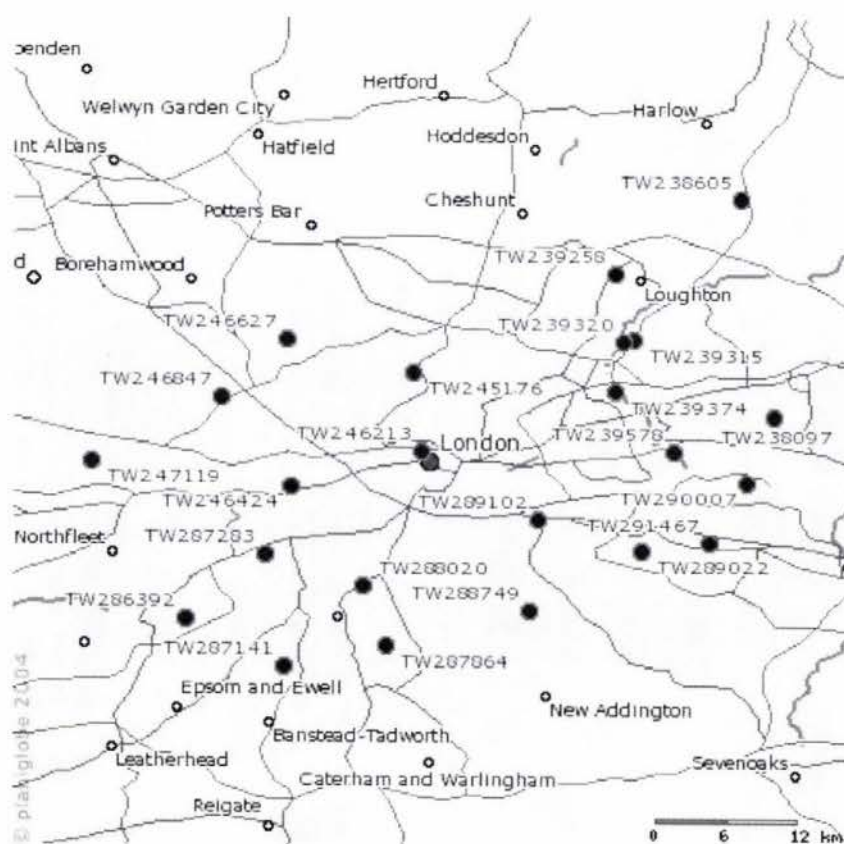 penden
Welwyn Garden City
Hertford
Harlow
Hatfield
Hoddesdon
int Albans
TW238605
Potters Bar
Cheshunt
d
Borehamwood
TW239258
Loughton
TW246627
TW239320
TW239315
TW246847
TW245176
TW239374
TW246213
London
TW239578
TW238097
TW247119
TW246424
TW289102
TW290007
Northfleet
TW287283
TW291467
TW288020
TW289022
TW286392
TW288749
TW287141
TW287864
Epsom and Ewell
New Addington
Banstead-Tadworth
Leatherhead
Caterham and Warlingham
Sevenoaks
Reigate
© planiglobe 2004
0 6 12 km